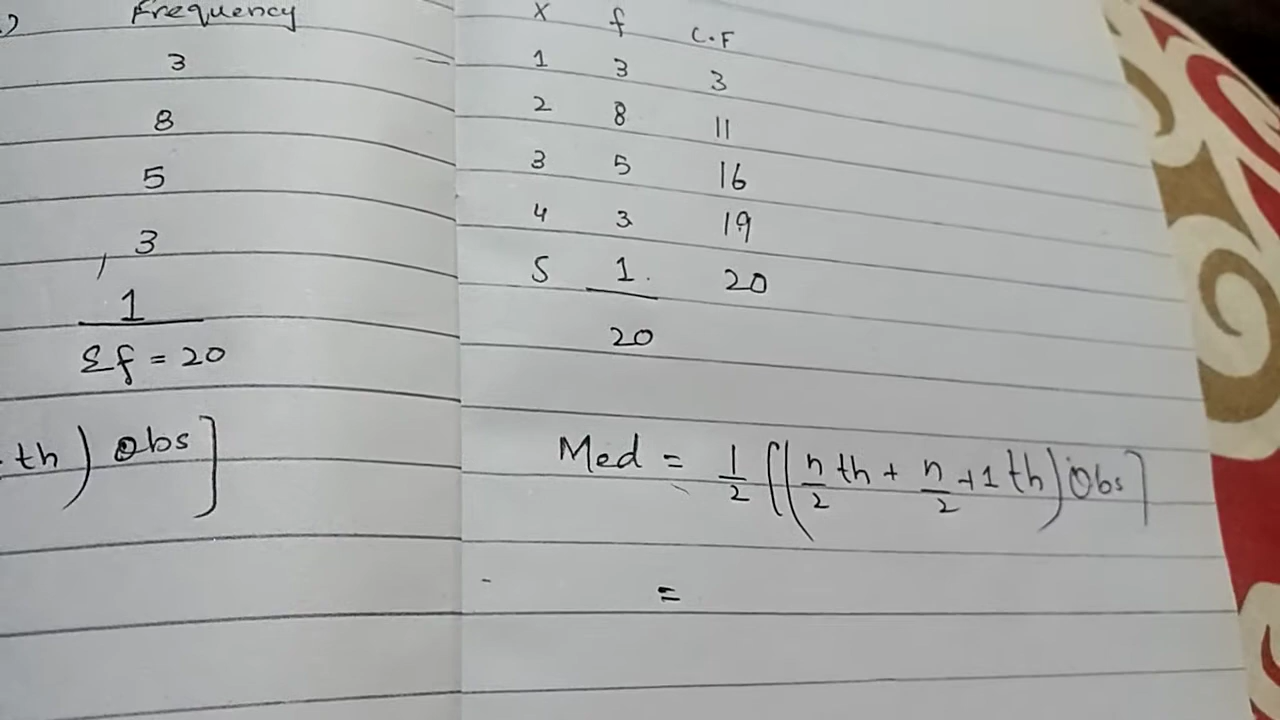 .) Frequency
3
8
5
3
1
Σf = 20
th) Obs]
X f C.F
1 3 3
2 8 11
3 5 16
4 3 19
5 1. 20
20
Med = 1/2 [(n/2 th + n/2 +1 th) Obs]
=